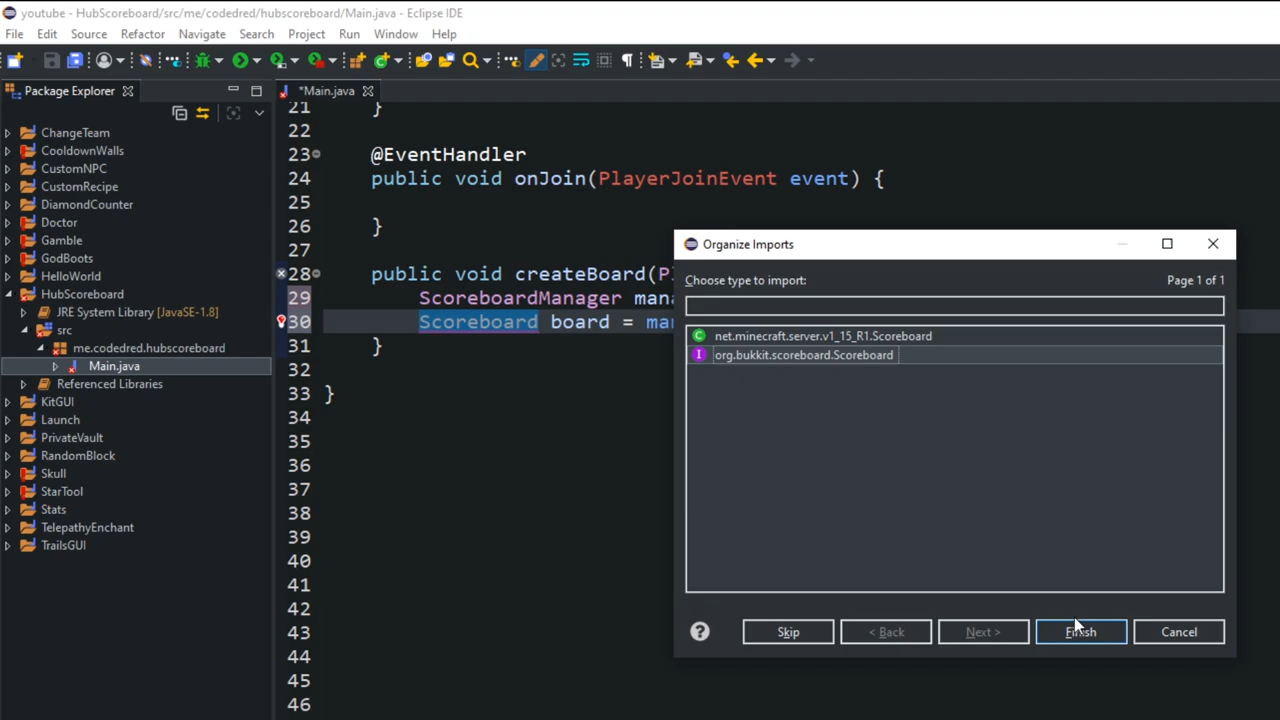 youtube - HubScoreboard/src/me/codedred/hubscoreboard/Main.java - Eclipse IDE
File Edit Source Refactor Navigate Search Project Run Window Help
Package Explorer
*Main.java
ChangeTeam
CooldownWalls
CustomNPC
CustomRecipe
DiamondCounter
Doctor
Gamble
GodBoots
HelloWorld
HubScoreboard
JRE System Library [JavaSE-1.8]
src
me.codedred.hubscoreboard
Main.java
Referenced Libraries
KitGUI
Launch
PrivateVault
RandomBlock
Skull
StarTool
Stats
TelepathyEnchant
TrailsGUI
21 }
22
23 @EventHandler
24 public void onJoin(PlayerJoinEvent event) {
25
26 }
27
28 public void createBoard(Pl
29 ScoreboardManager mana
30 Scoreboard board = man
31 }
32
33 }
34
35
36
37
38
39
40
41
42
43
44
45
46
Organize Imports
Choose type to import: Page 1 of 1
net.minecraft.server.v1_15_R1.Scoreboard
org.bukkit.scoreboard.Scoreboard
Skip < Back Next > Finish Cancel